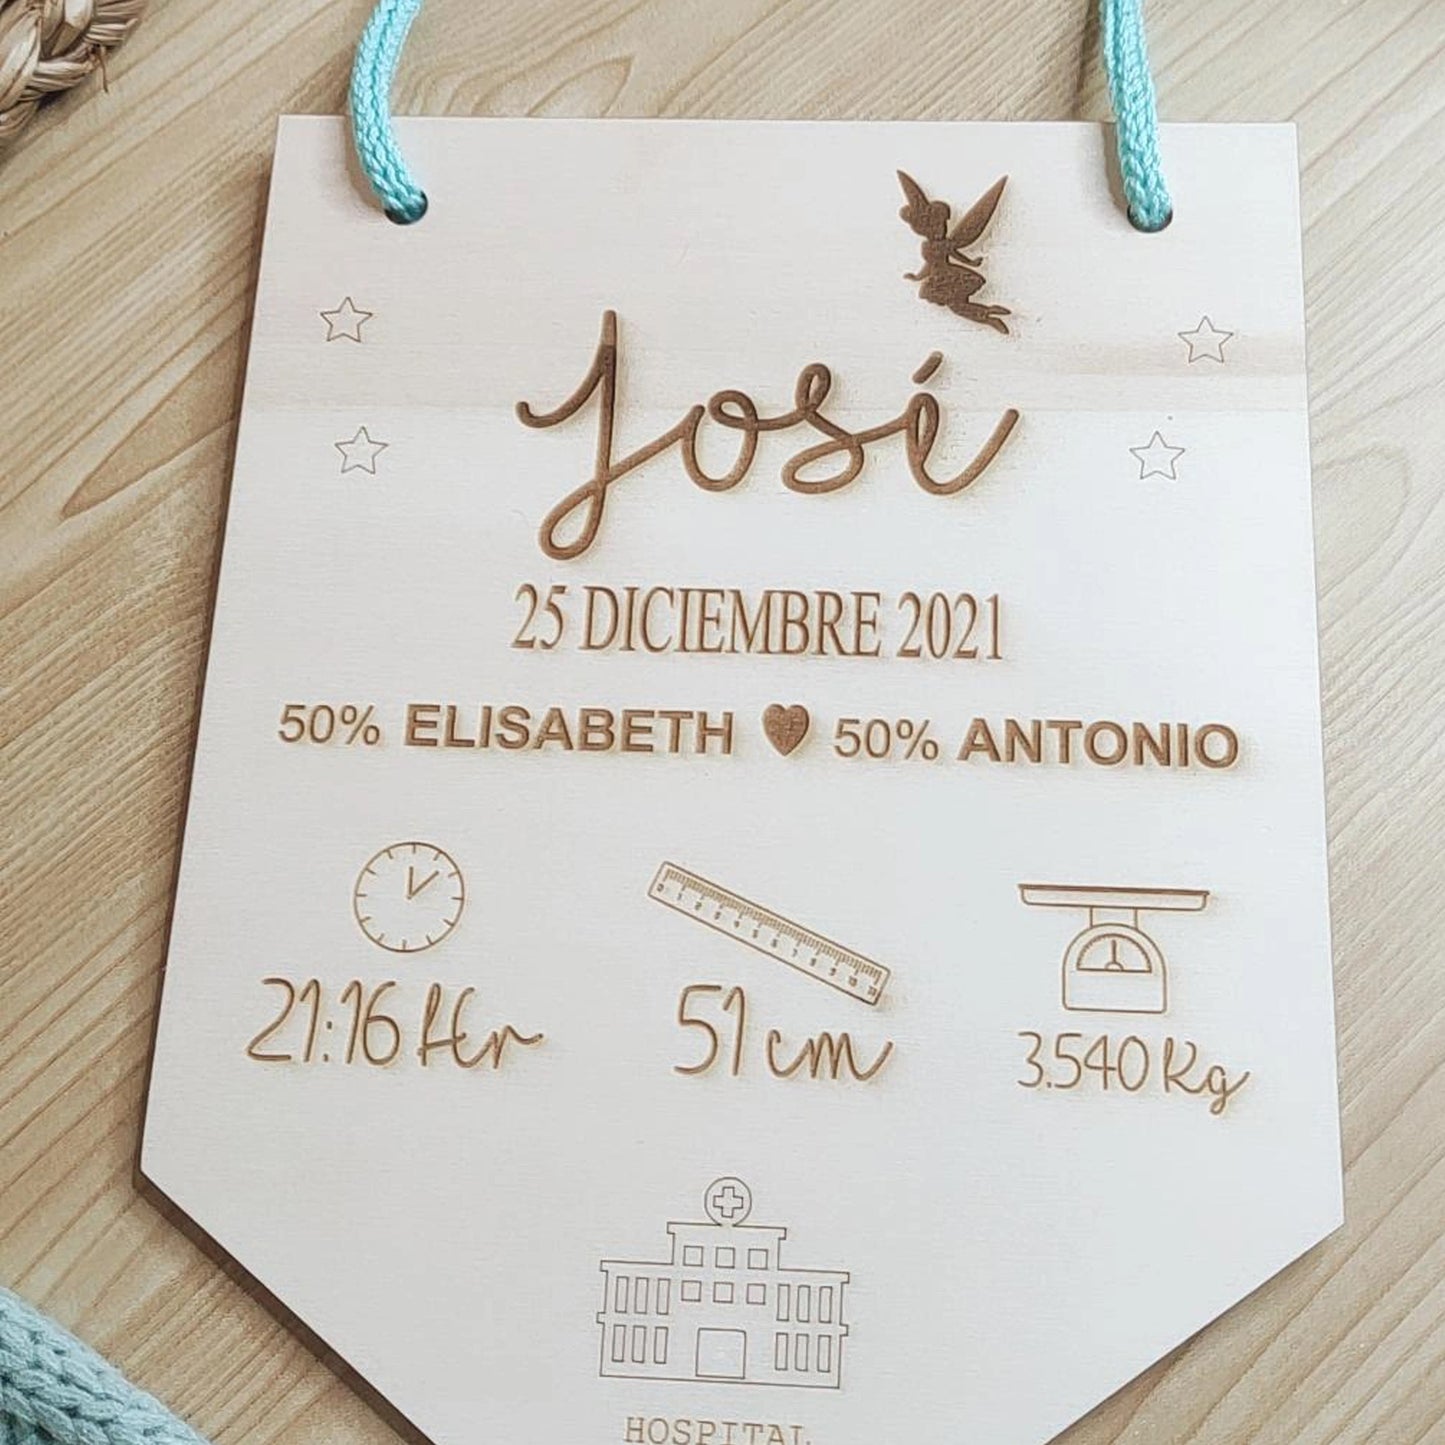 José
25 DICIEMBRE 2021
50% ELISABETH ♥ 50% ANTONIO
21:16 Hr 51 cm 3.540 Kg
HOSPITAL